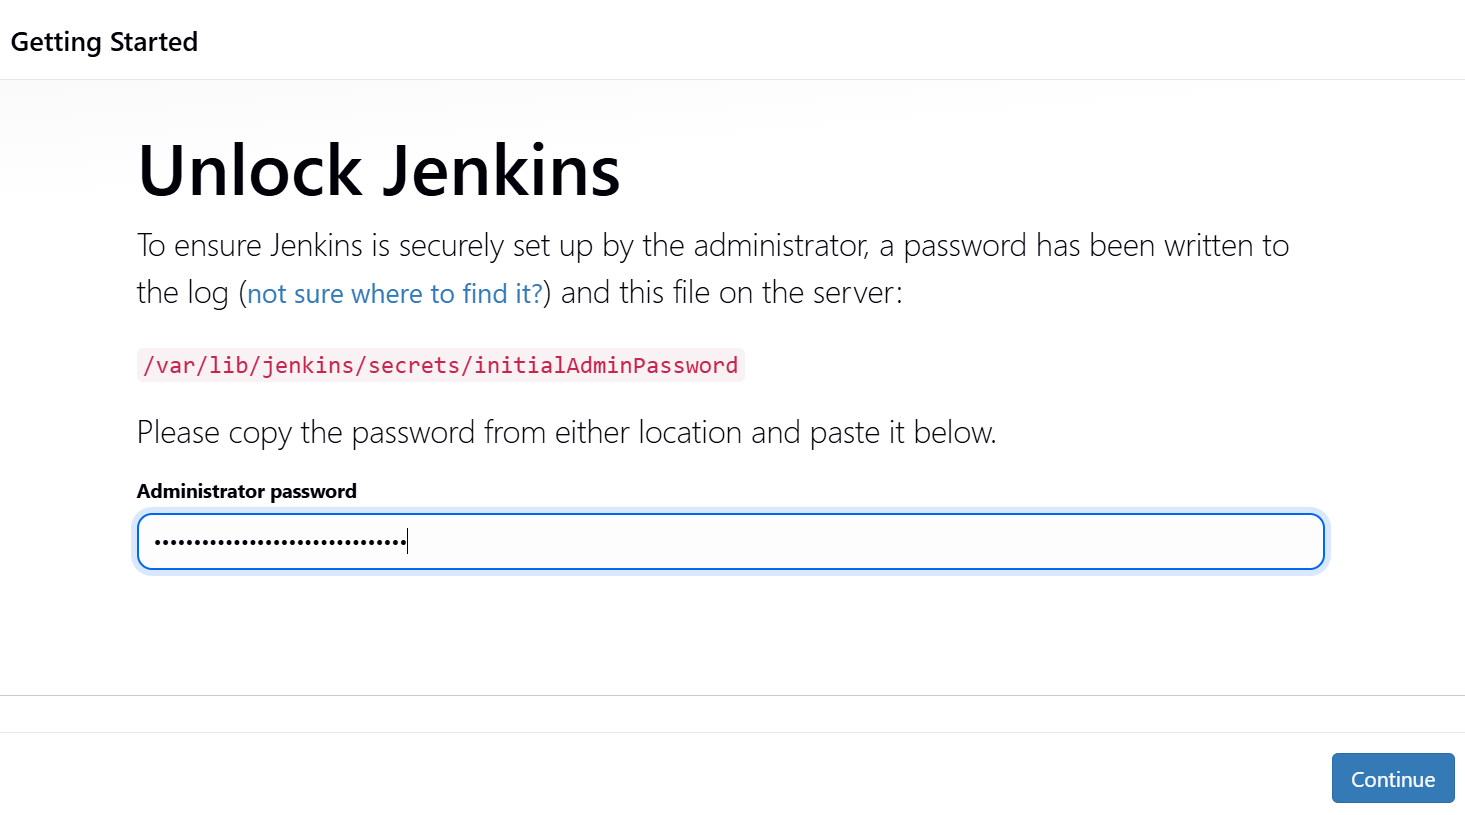 Getting Started
Unlock Jenkins
To ensure Jenkins is securely set up by the administrator, a password has been written to
the log (not sure where to find it?) and this file on the server:
/var/lib/jenkins/secrets/initialAdminPassword
Please copy the password from either location and paste it below.
Administrator password
••••••••••••••••••••••••••••••••
Continue